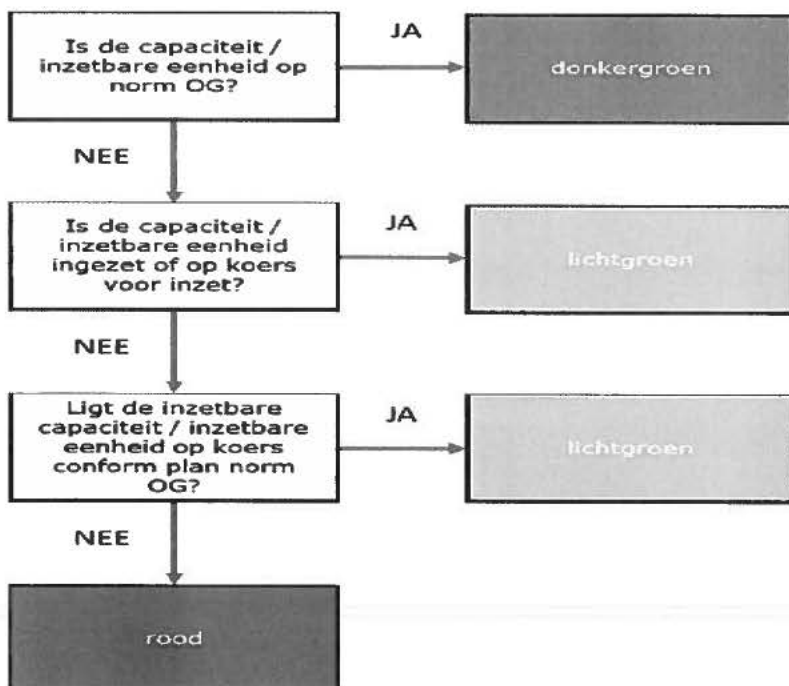 Is de capaciteit /
inzetbare eenheid op
norm OG?
JA
donkergroen
NEE
Is de capaciteit /
inzetbare eenheid
ingezet of op koers
voor inzet?
JA
lichtgroen
NEE
Ligt de inzetbare
capaciteit / inzetbare
eenheid op koers
conform plan norm
OG?
JA
lichtgroen
NEE
rood